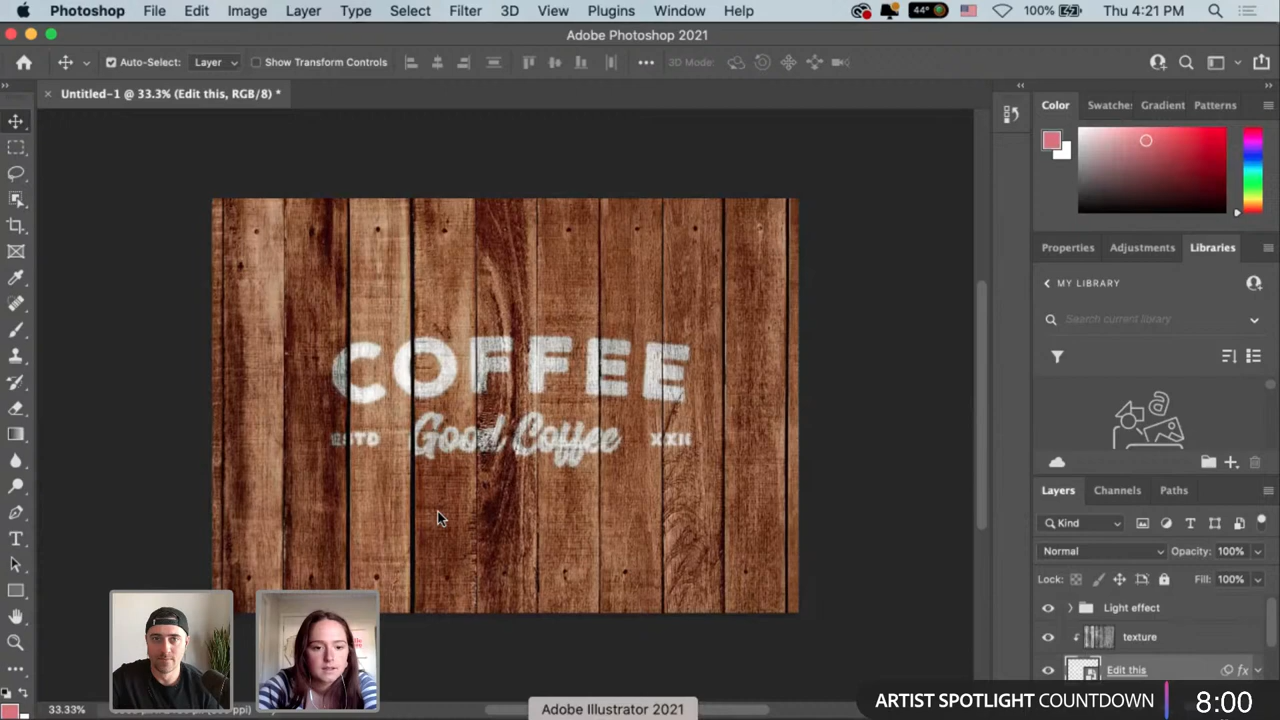 Photoshop File Edit Image Layer Type Select Filter 3D View Plugins Window Help 44° 100% Thu 4:21 PM
Adobe Photoshop 2021
Auto-Select: Layer Show Transform Controls 3D Mode:
Untitled-1 @ 33.3% (Edit this, RGB/8) *
Color Swatches Gradient Patterns
Properties Adjustments Libraries
MY LIBRARY
Search current library
COFFEE
ESTD Good Coffee XXII
Layers Channels Paths
Kind
Normal Opacity: 100%
Lock: Fill: 100%
Light effect
texture
Edit this
33.33%
Adobe Illustrator 2021
ARTIST SPOTLIGHT COUNTDOWN 8:00